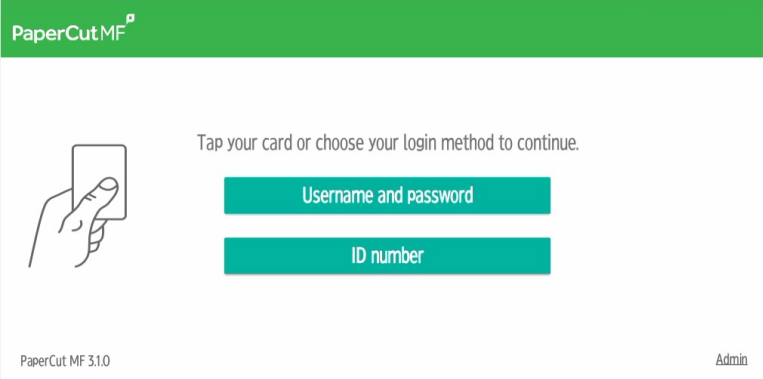 PaperCut MF
Tap your card or choose your login method to continue.
Username and password
ID number
PaperCut MF 3.1.0
Admin